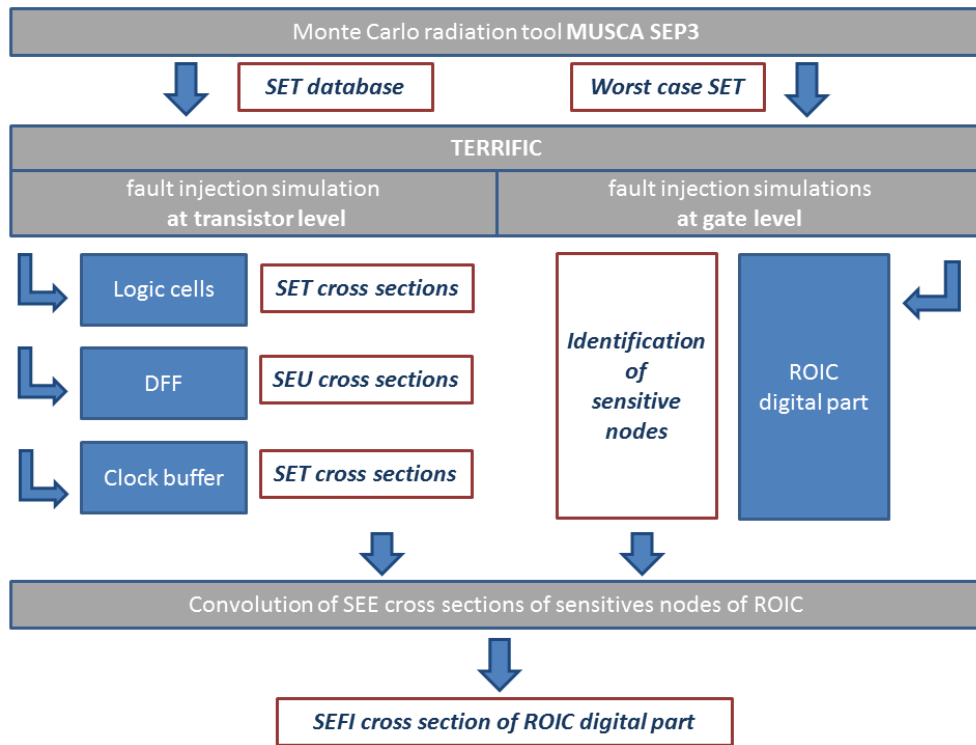 Monte Carlo radiation tool MUSCA SEP3
SET database
Worst case SET
TERRIFIC
fault injection simulation
at transistor level
fault injection simulations
at gate level
Logic cells
SET cross sections
DFF
SEU cross sections
Clock buffer
SET cross sections
Identification
of
sensitive
nodes
ROIC
digital part
Convolution of SEE cross sections of sensitives nodes of ROIC
SEFI cross section of ROIC digital part